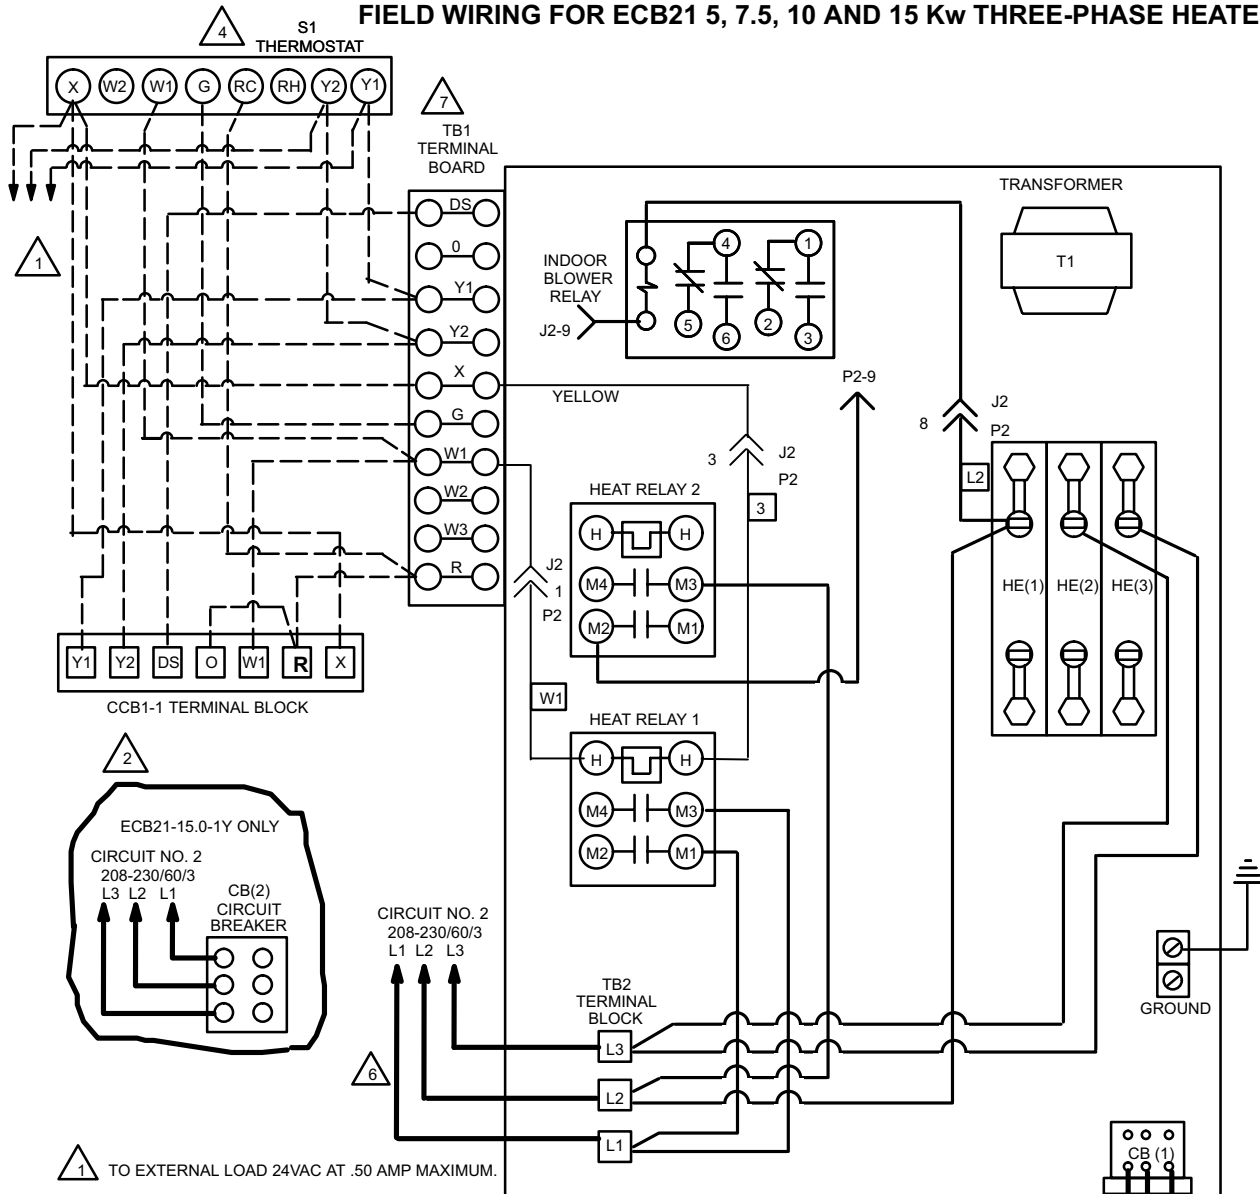 FIELD WIRING FOR ECB21 5, 7.5, 10 AND 15 Kw THREE-PHASE HEATE
4
S1
THERMOSTAT
X W2 W1 G RC RH Y2 Y1
7
TB1
TERMINAL
BOARD
1
DS
0
Y1
Y2
X
G
W1
W2
W3
R
YELLOW
INDOOR
BLOWER
RELAY
J2-9
4 1
5 6 2 3
TRANSFORMER
T1
P2-9
J2
8
P2
L2
J2
3
P2
3
HEAT RELAY 2
H H
M4 M3
M2 M1
J2
1
P2
W1
HE(1) HE(2) HE(3)
Y1 Y2 DS O W1 R X
CCB1-1 TERMINAL BLOCK
HEAT RELAY 1
H H
M4 M3
M2 M1
2
ECB21-15.0-1Y ONLY
CIRCUIT NO. 2
208-230/60/3
L3 L2 L1
CB(2)
CIRCUIT
BREAKER
CIRCUIT NO. 2
208-230/60/3
L1 L2 L3
TB2
TERMINAL
BLOCK
L3
L2
L1
6
GROUND
CB (1)
1 TO EXTERNAL LOAD 24VAC AT .50 AMP MAXIMUM.